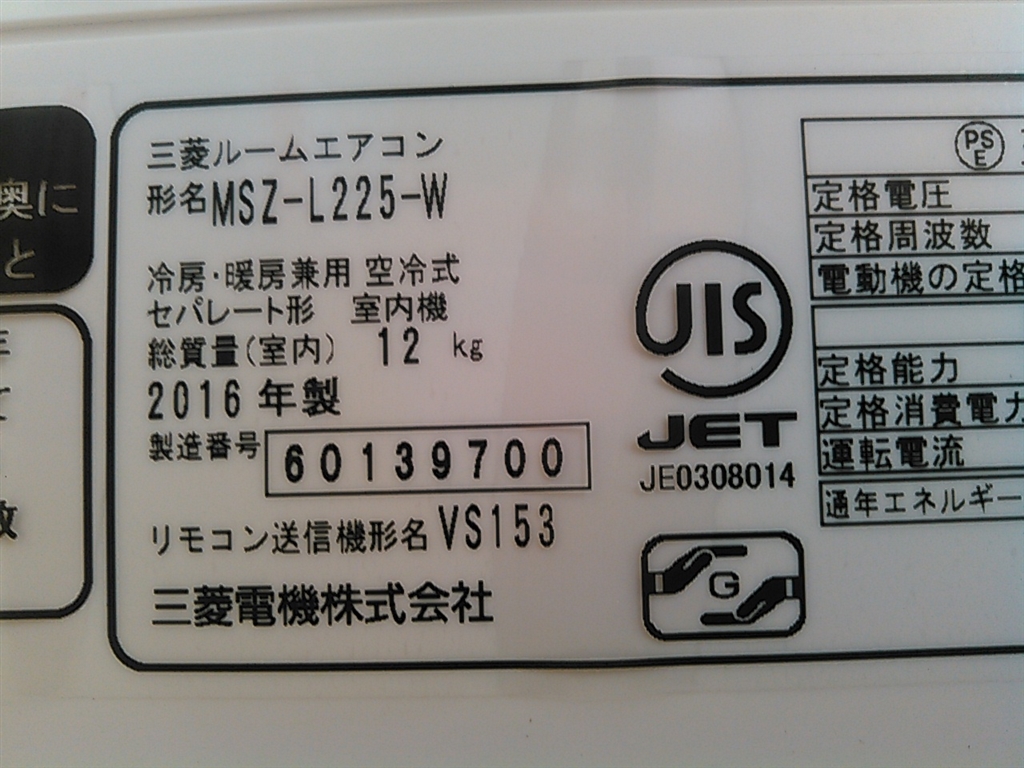 奥に
と
数
三菱ルームエアコン
形名MSZ-L225-W
冷房・暖房兼用 空冷式
セパレート形 室内機
総質量(室内) 12 kg
2016年製
製造番号 60139700
リモコン送信機形名 VS153
三菱電機株式会社
JIS
JET
JE0308014
G
PS
E
定格電圧
定格周波数
電動機の定格
定格能力
定格消費電力
運転電流
通年エネルギー